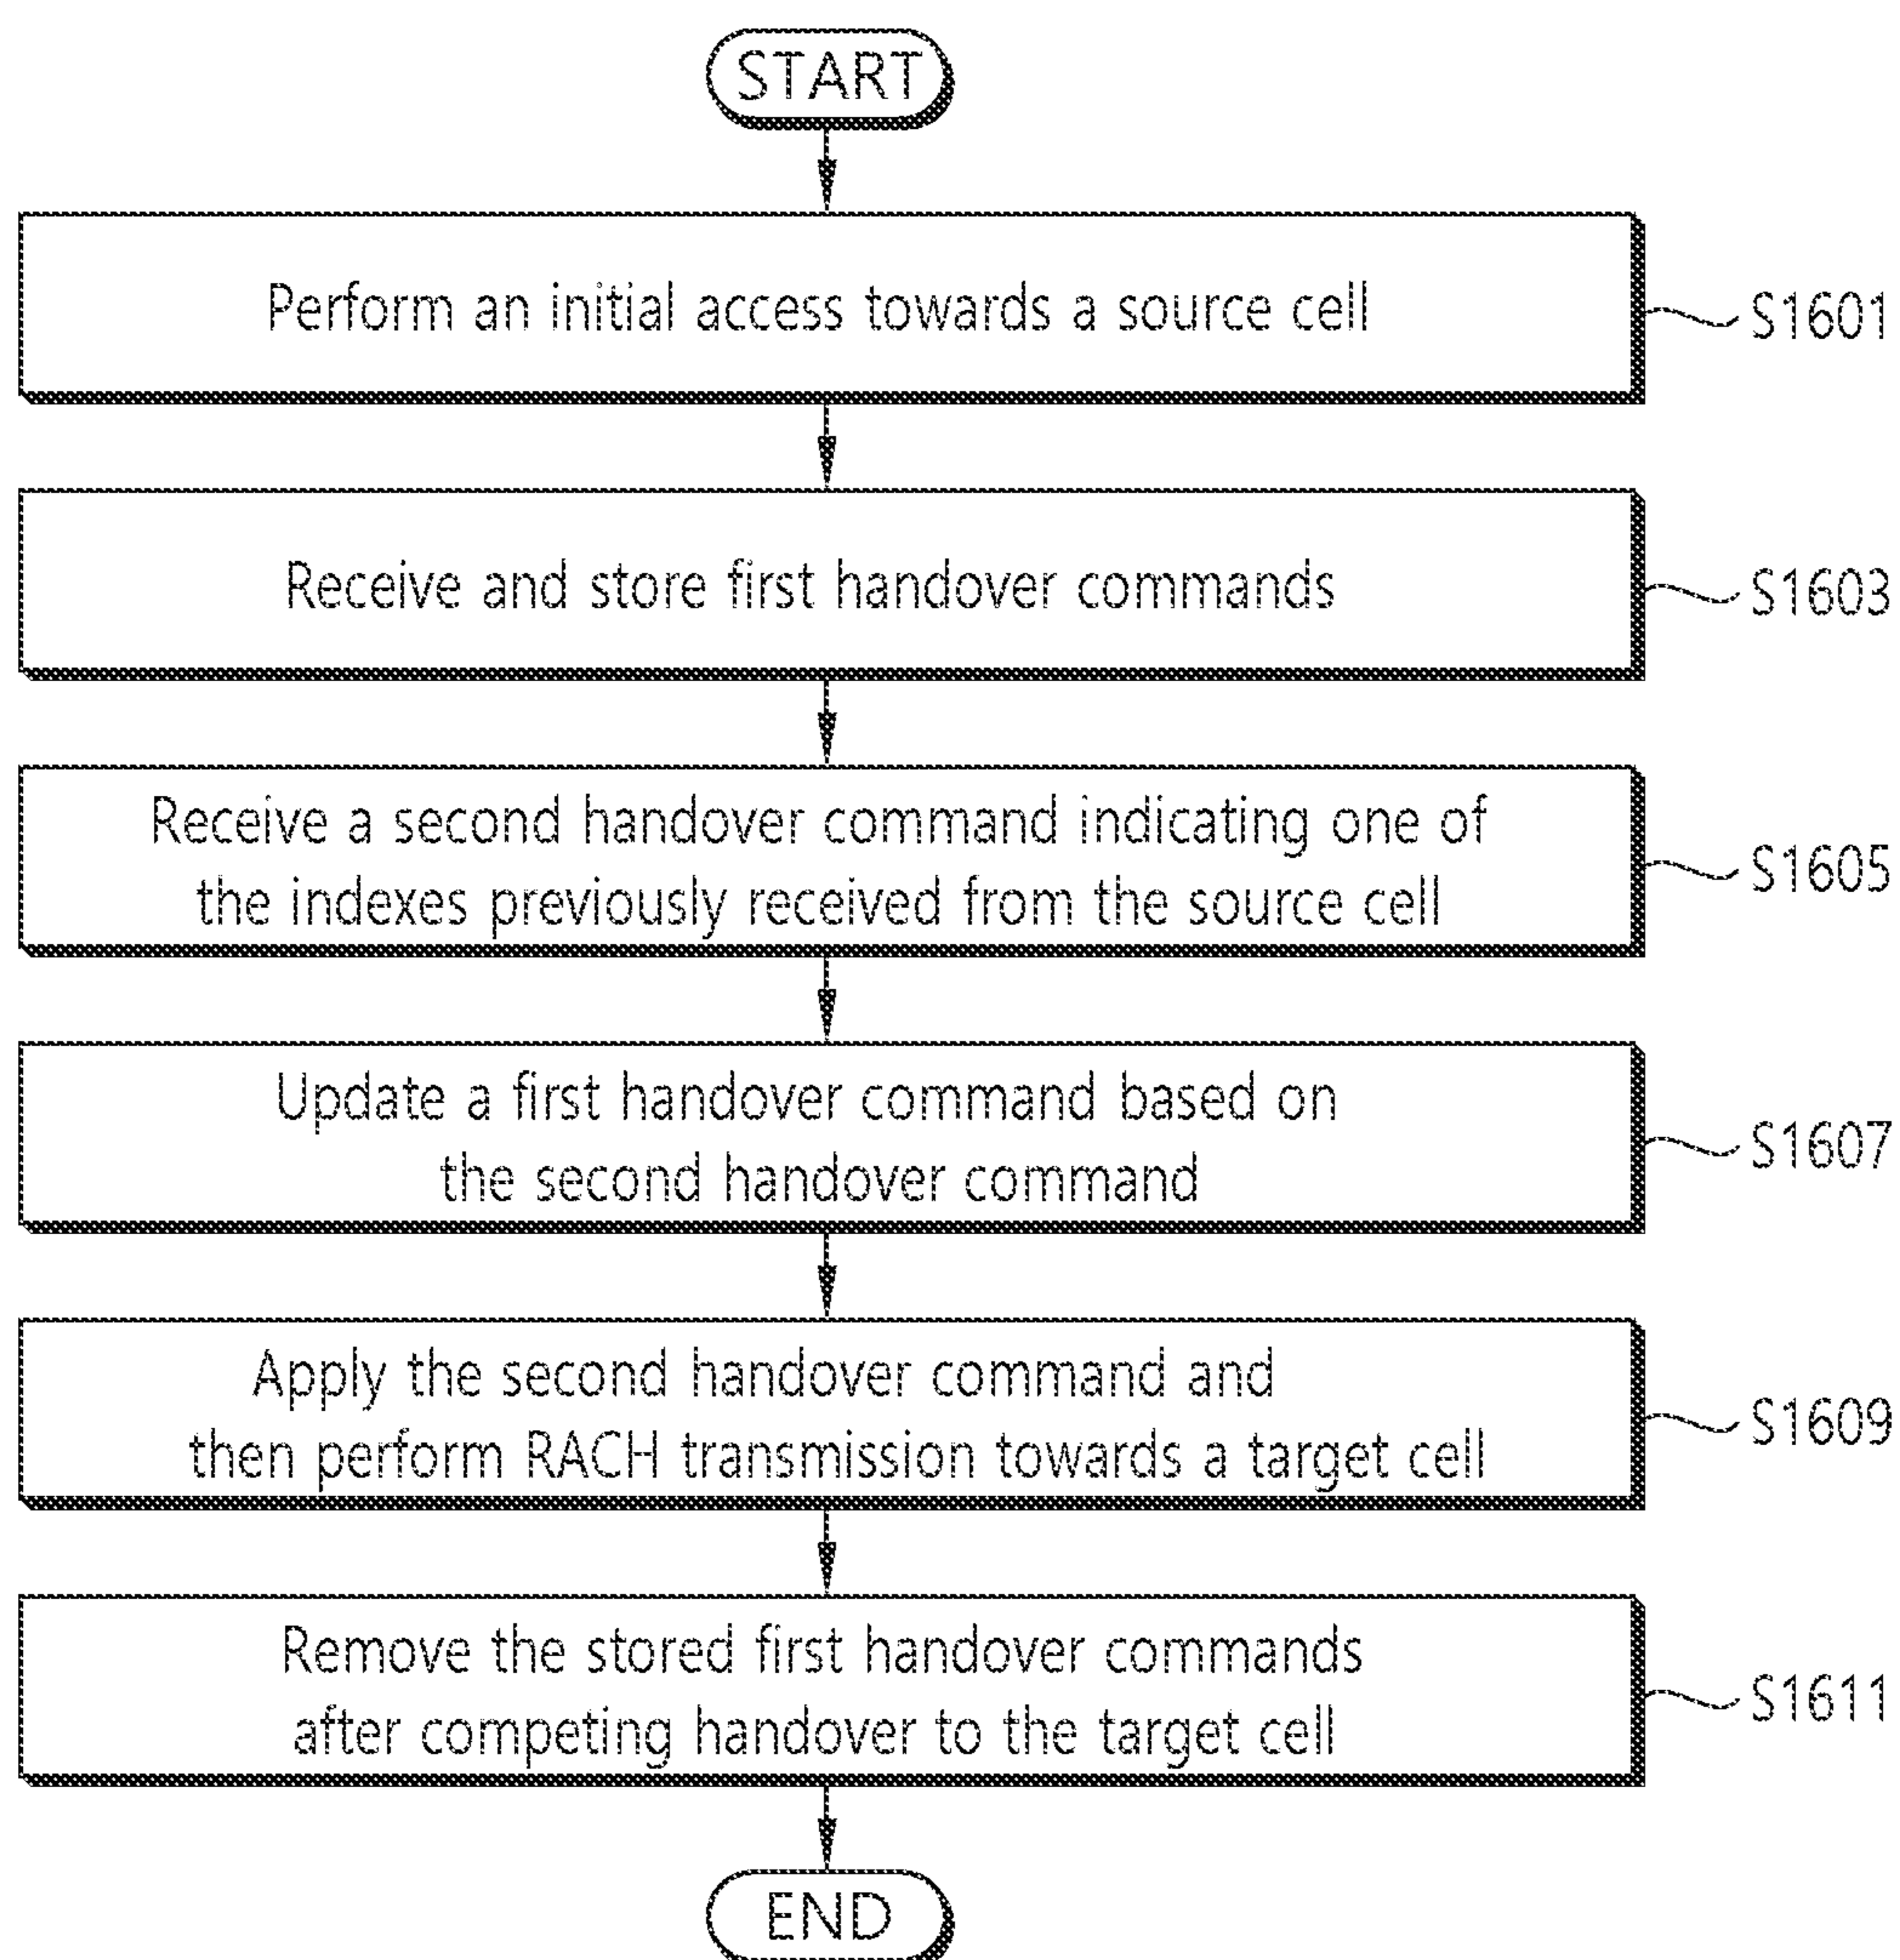 START
Perform an initial access towards a source cell
S1601
Receive and store first handover commands
S1603
Receive a second handover command indicating one of
the indexes previously received from the source cell
S1605
Update a first handover command based on
the second handover command
S1607
Apply the second handover command and
then perform RACH transmission towards a target cell
S1609
Remove the stored first handover commands
after competing handover to the target cell
S1611
END